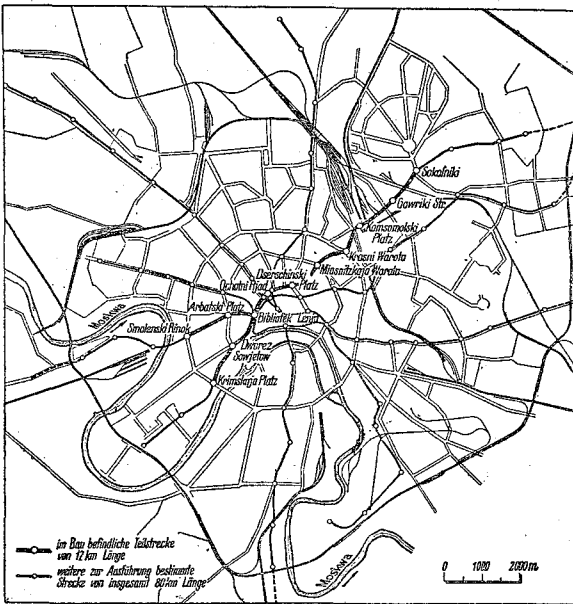 Sokolniki
Gawriki Str.
Komsomolski
Platz
Krasni Warota
Miasnitzkaja Warota
Dserschinski
Platz
Ochotni Rjad
Arbatski Platz
Bibliotek Lenin
Smolenski Rinok
Dworez
Sowjetow
Krimskaja Platz
Moskwa
im Bau befindliche Teilstrecke
von 12 km Länge
weitere zur Ausführung bestimmte
Strecke von insgesamt 80 km Länge
Moskwa
0 1000 2000 m